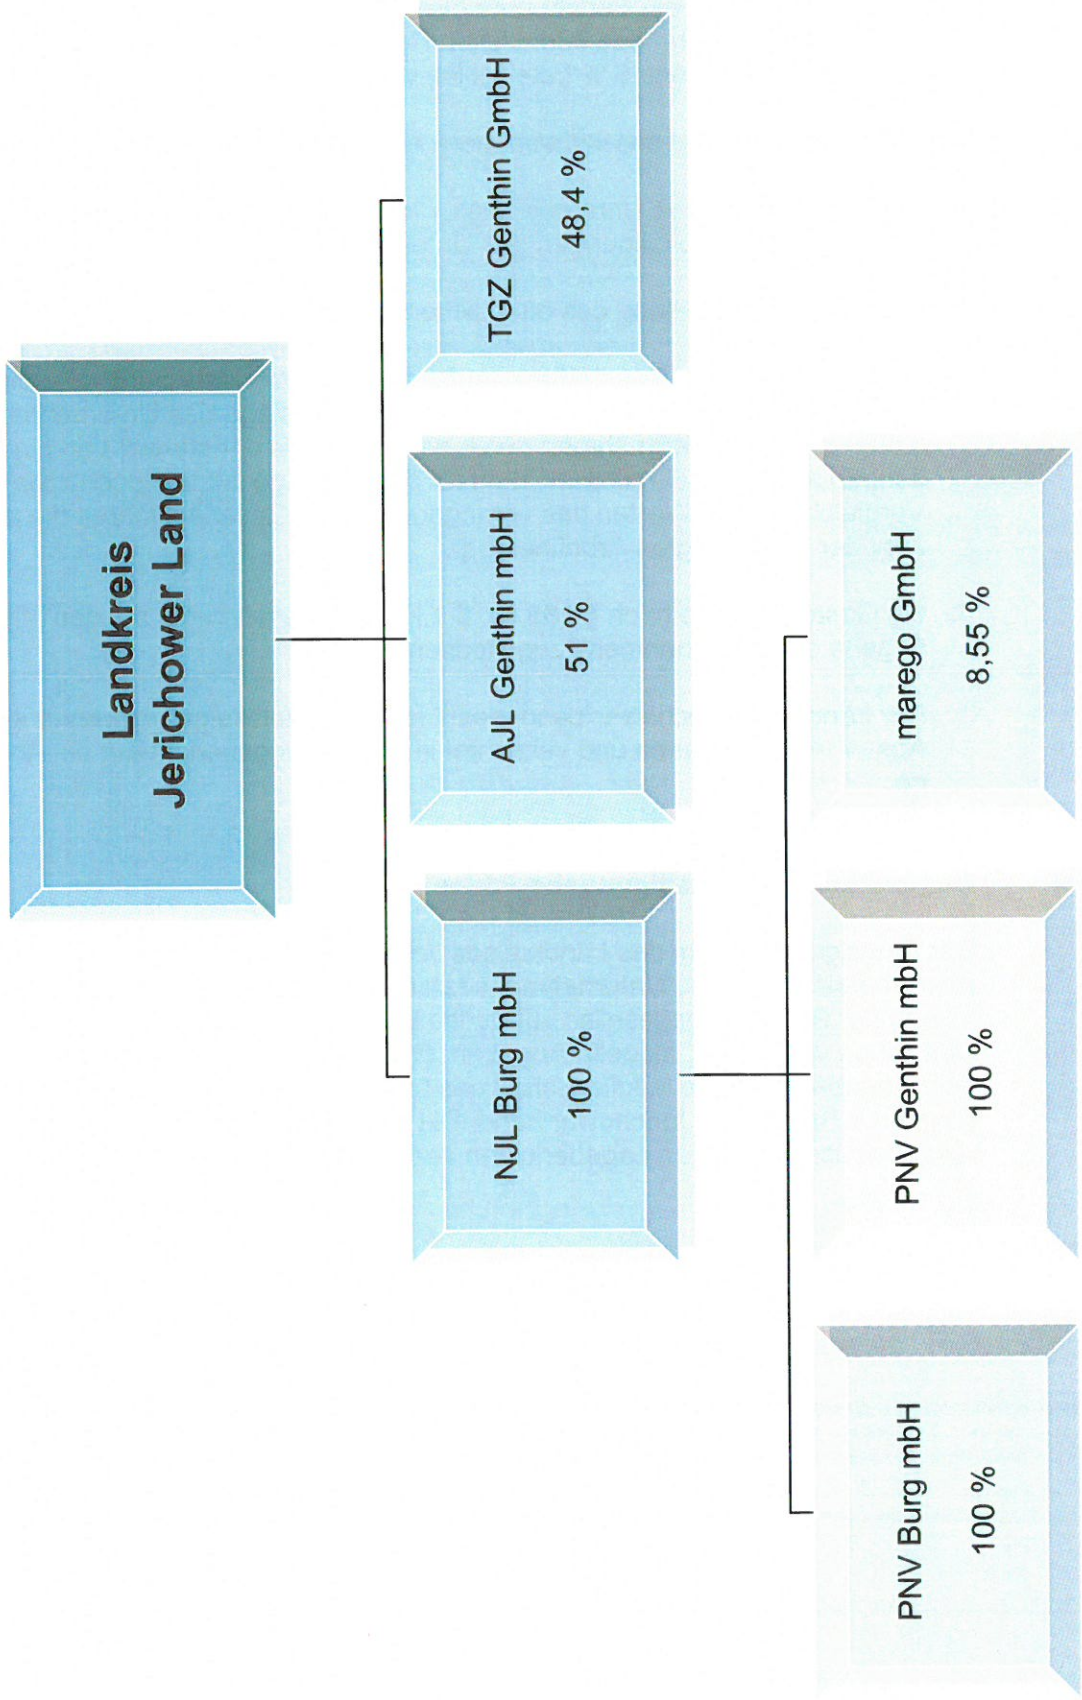 Landkreis
Jerichower Land
NJL Burg mbH
100 %
AJL Genthin mbH
51 %
TGZ Genthin GmbH
48,4 %
PNV Burg mbH
100 %
PNV Genthin mbH
100 %
marego GmbH
8,55 %